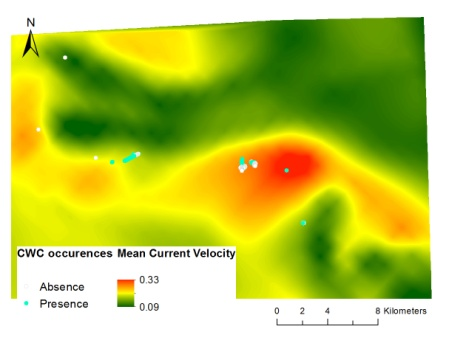 N
CWC occurences Mean Current Velocity
Absence
Presence
0.33
0.09
0 2 4 8 Kilometers